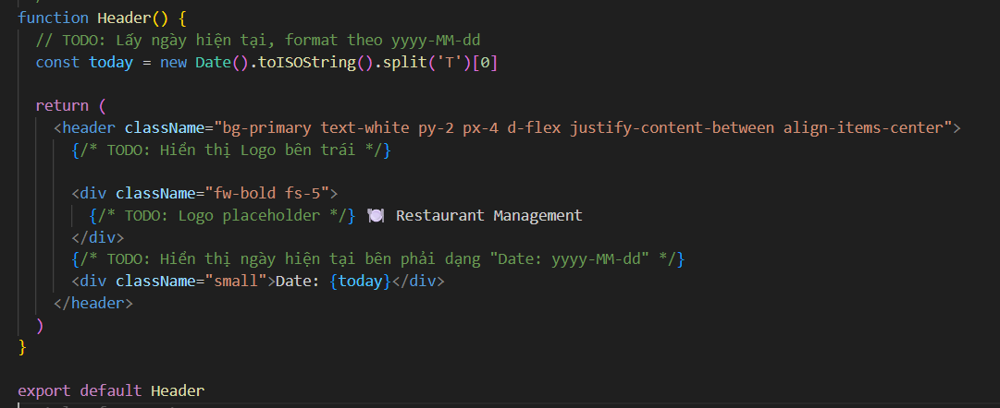 function Header() {
// TODO: Lấy ngày hiện tại, format theo yyyy-MM-dd
const today = new Date().toISOString().split('T')[0]
return (
<header className="bg-primary text-white py-2 px-4 d-flex justify-content-between align-items-center">
{/* TODO: Hiển thị Logo bên trái */}
<div className="fw-bold fs-5">
{/* TODO: Logo placeholder */} 🍽️ Restaurant Management
</div>
{/* TODO: Hiển thị ngày hiện tại bên phải dạng "Date: yyyy-MM-dd" */}
<div className="small">Date: {today}</div>
</header>
)
}
export default Header